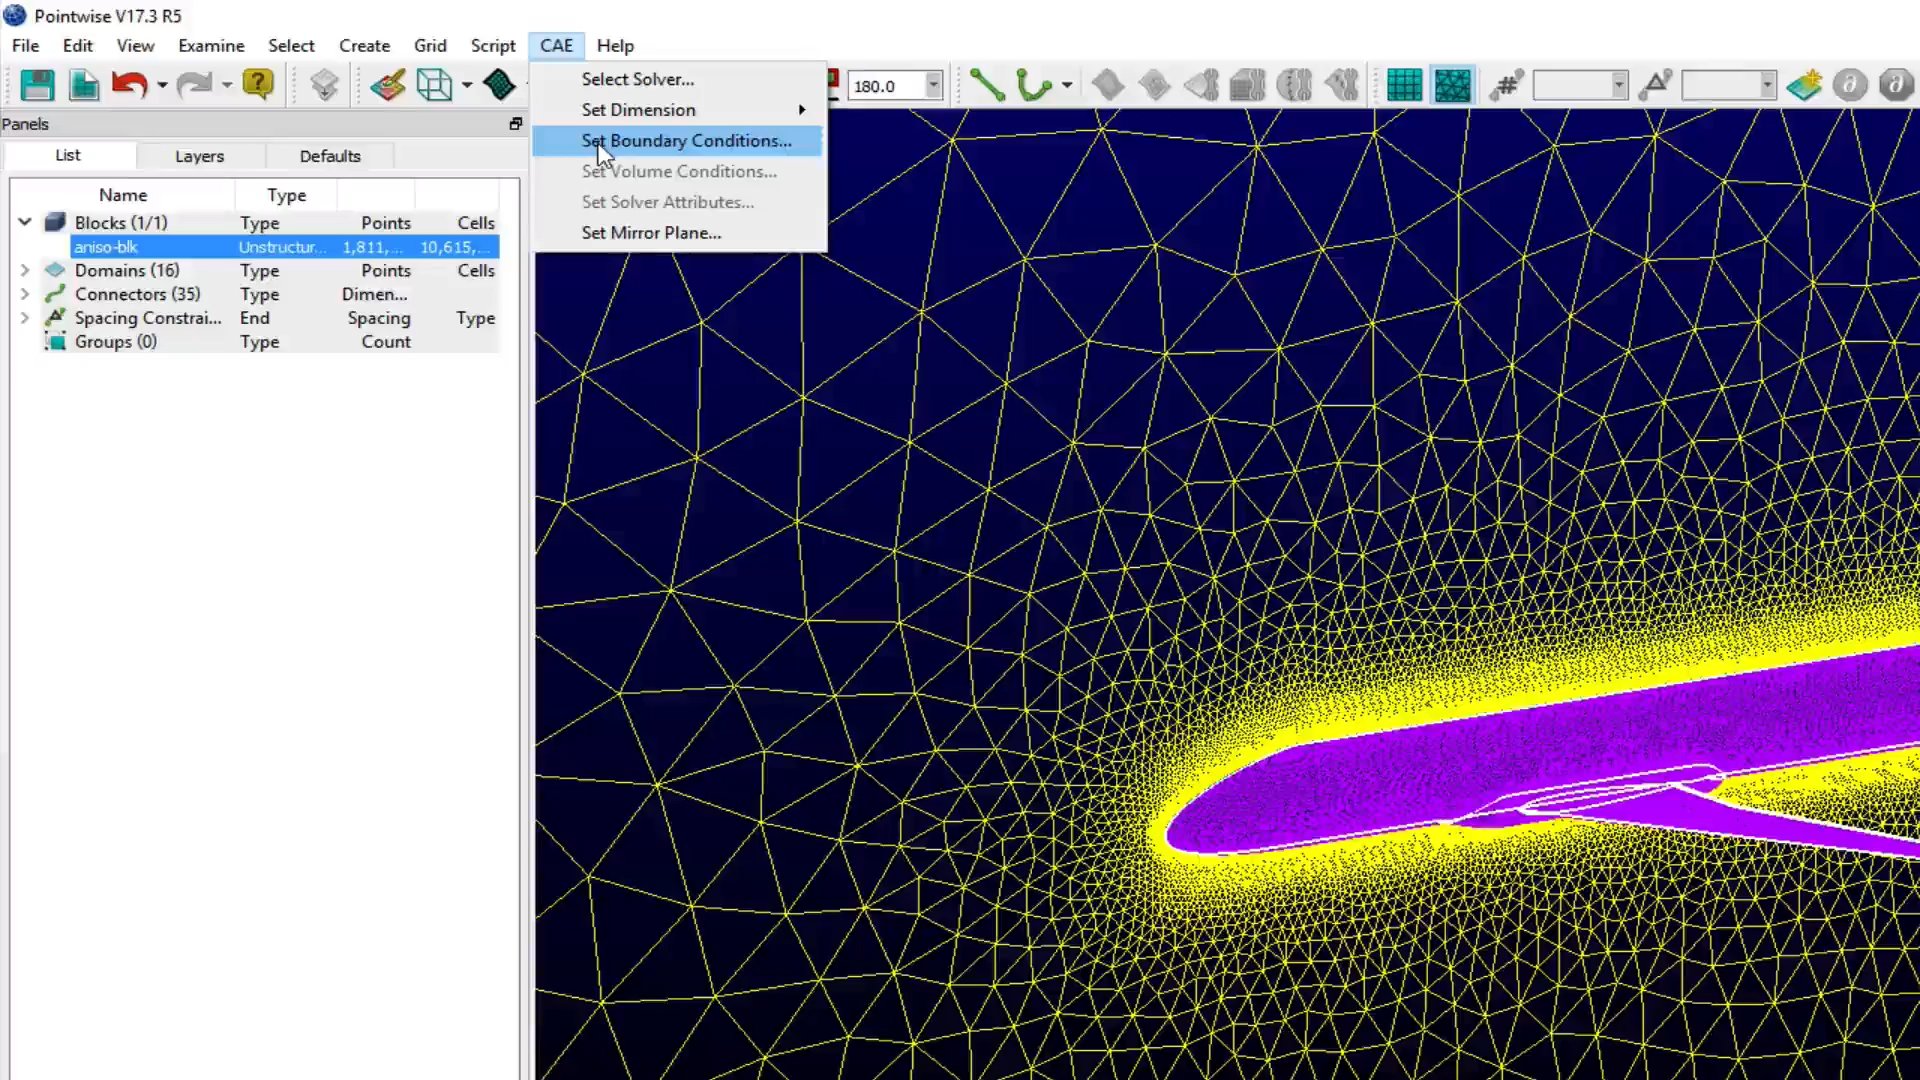 Pointwise V17.3 R5
File Edit View Examine Select Create Grid Script CAE Help
180.0
Select Solver...
Set Dimension
Set Boundary Conditions...
Set Volume Conditions...
Set Solver Attributes...
Set Mirror Plane...
Panels
List Layers Defaults
Name Type
Blocks (1/1) Type Points Cells
aniso-blk Unstructur... 1,811,... 10,615,...
Domains (16) Type Points Cells
Connectors (35) Type Dimen...
Spacing Constrai... End Spacing Type
Groups (0) Type Count